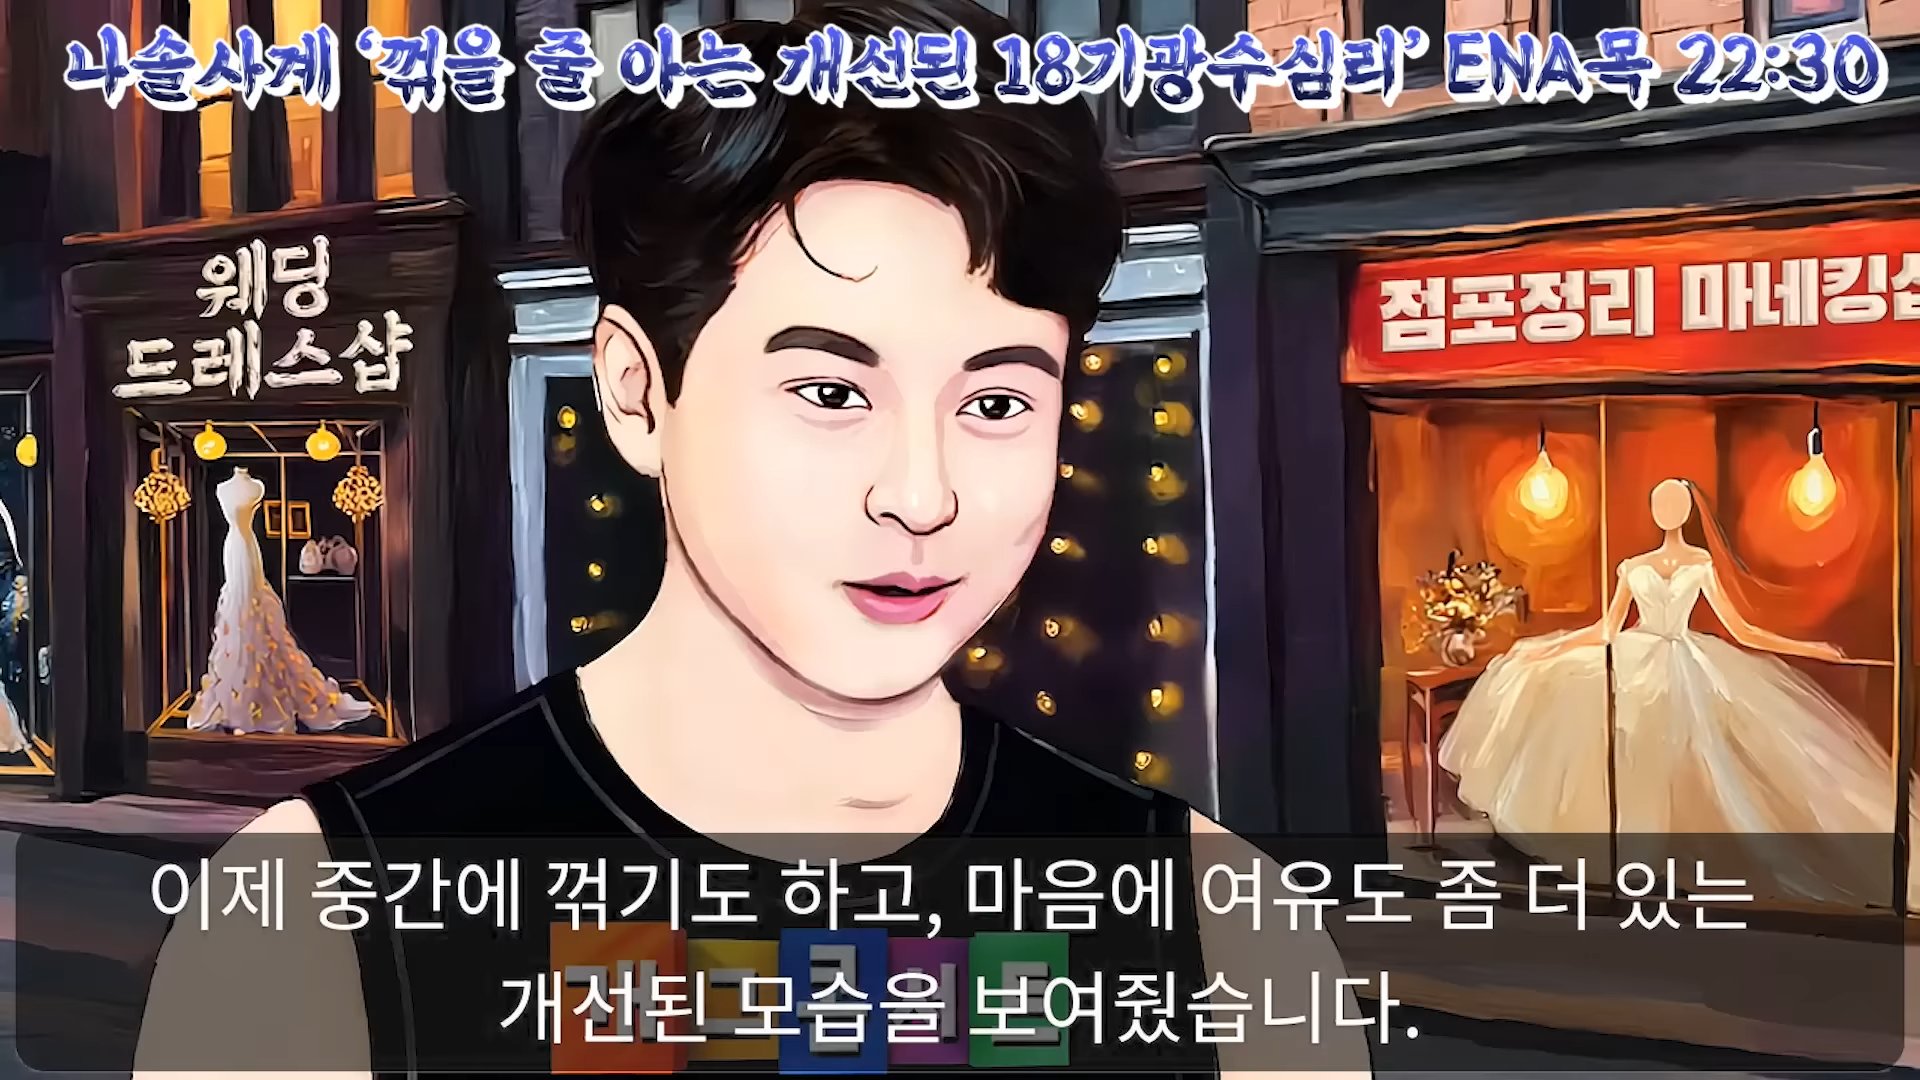 나솔사계 ‘꺾을 줄 아는 개선된 18기광수심리’ ENA목 22:30
웨딩
드레스샵
점포정리 마네킹샵
이제 중간에 꺾기도 하고, 마음에 여유도 좀 더 있는
개선된 모습을 보여줬습니다.